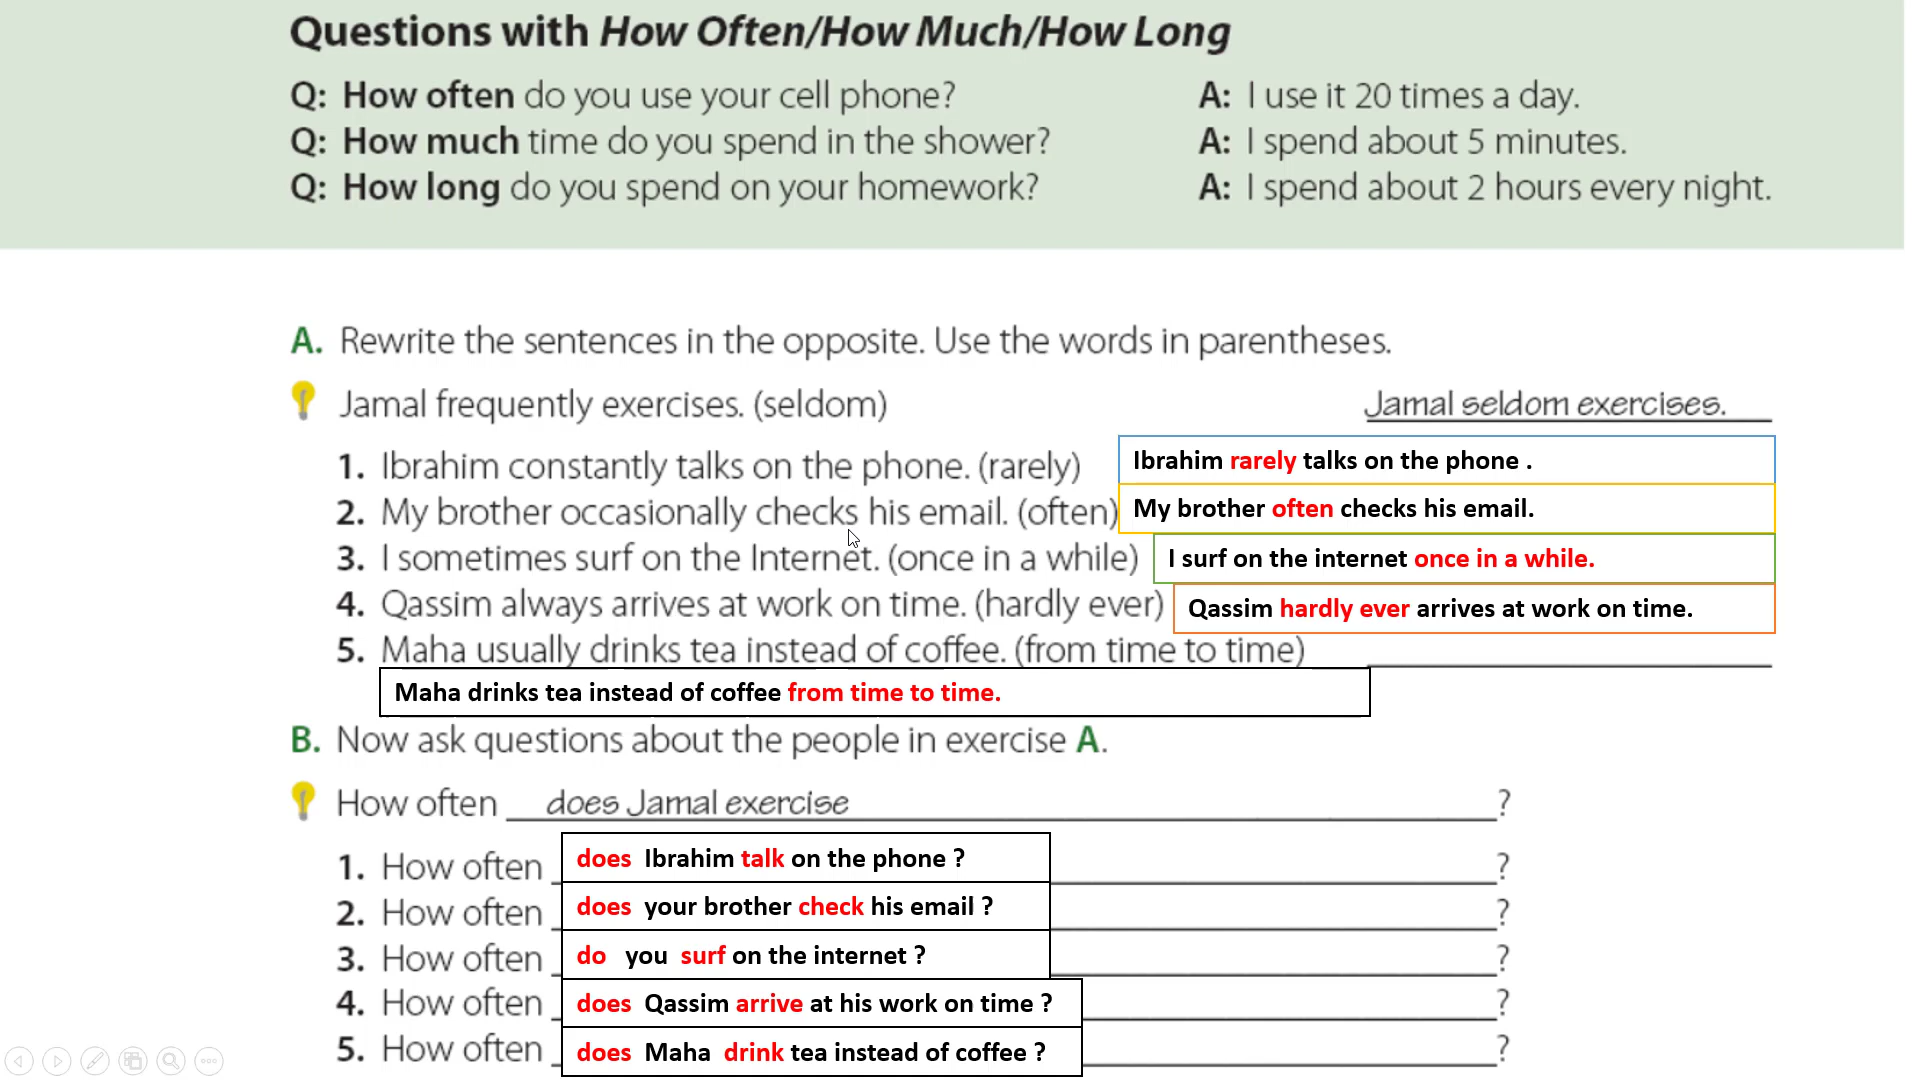 Questions with How Often/How Much/How Long
Q: How often do you use your cell phone? A: I use it 20 times a day.
Q: How much time do you spend in the shower? A: I spend about 5 minutes.
Q: How long do you spend on your homework? A: I spend about 2 hours every night.
A. Rewrite the sentences in the opposite. Use the words in parentheses.
Jamal frequently exercises. (seldom) Jamal seldom exercises.
1. Ibrahim constantly talks on the phone. (rarely) Ibrahim rarely talks on the phone .
2. My brother occasionally checks his email. (often) My brother often checks his email.
3. I sometimes surf on the Internet. (once in a while) I surf on the internet once in a while.
4. Qassim always arrives at work on time. (hardly ever) Qassim hardly ever arrives at work on time.
5. Maha usually drinks tea instead of coffee. (from time to time)
Maha drinks tea instead of coffee from time to time.
B. Now ask questions about the people in exercise A.
How often does Jamal exercise ?
1. How often does Ibrahim talk on the phone ? ?
2. How often does your brother check his email ? ?
3. How often do you surf on the internet ? ?
4. How often does Qassim arrive at his work on time ? ?
5. How often does Maha drink tea instead of coffee ? ?